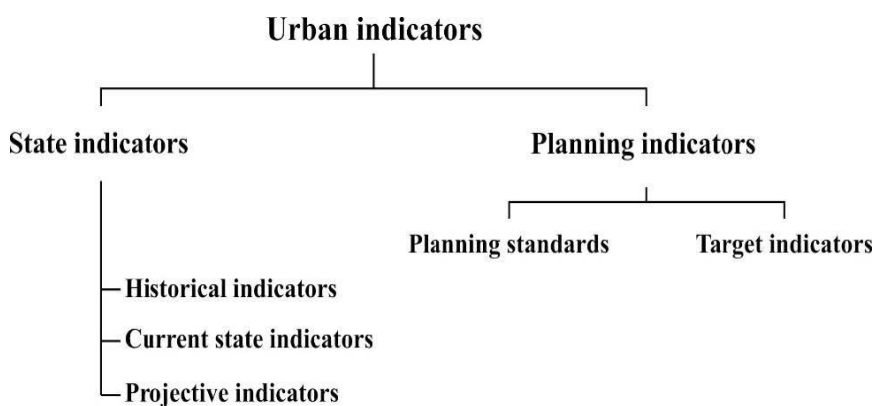 Urban indicators
State indicators
Planning indicators
Planning standards
Target indicators
Historical indicators
Current state indicators
Projective indicators